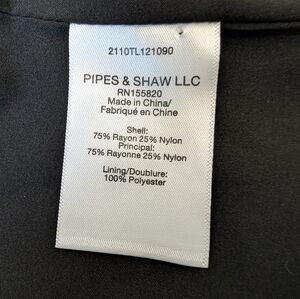 2110TL121090
PIPES & SHAW LLC
RN155820
Made in China/
Fabriqué en Chine
Shell:
75% Rayon 25% Nylon
Principal:
75% Rayonne 25% Nylon
Lining/Doublure:
100% Polyester